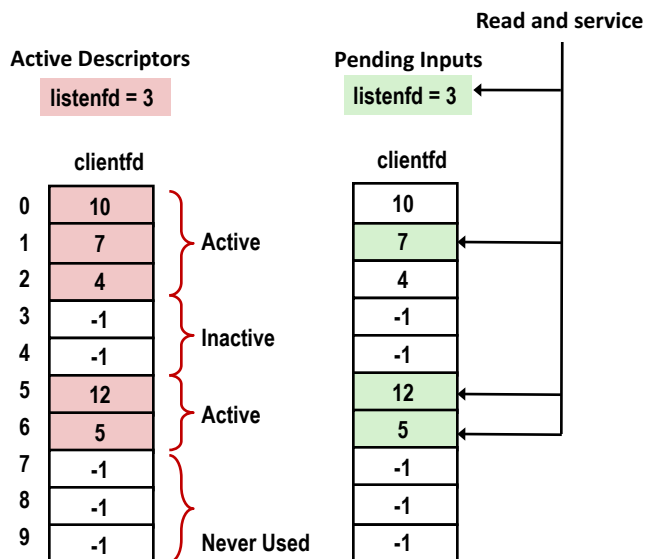 Read and service
Active Descriptors
Pending Inputs
listenfd = 3
listenfd = 3
clientfd
clientfd
0 10 10
1 7 Active 7
2 4 4
3 -1 -1
Inactive
4 -1 -1
5 12 12
Active
6 5 5
7 -1 -1
8 -1 -1
9 -1 Never Used -1